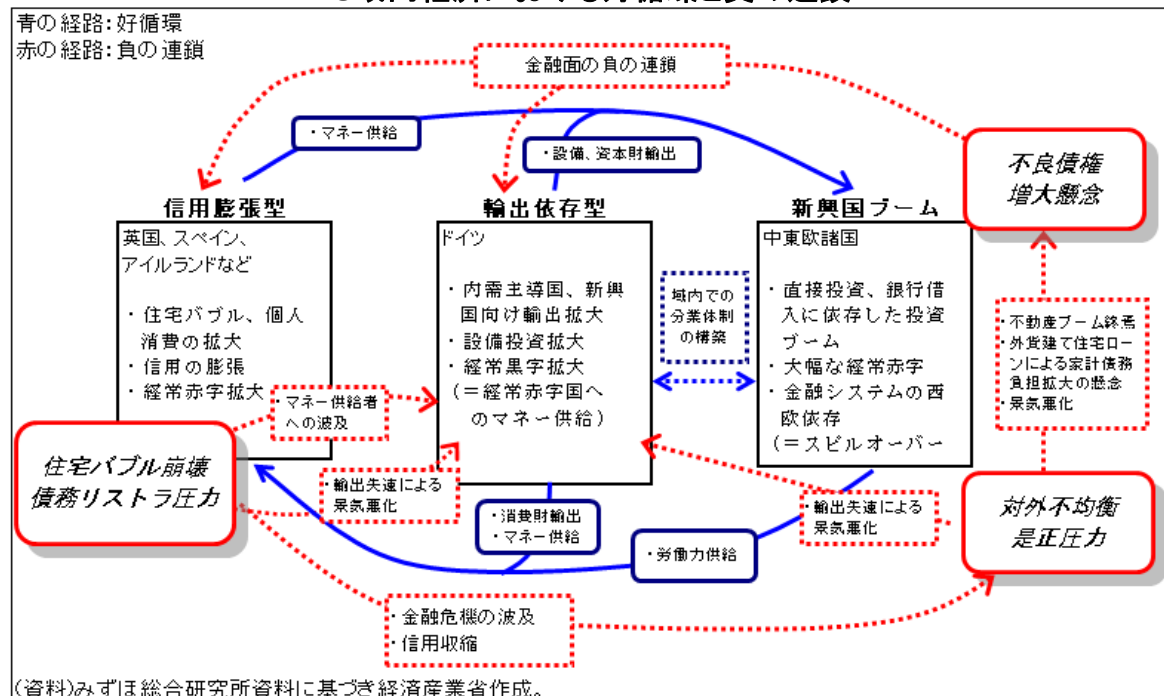 青の経路:好循環
赤の経路:負の連鎖
金融面の負の連鎖
・マネー供給
・設備、資本財輸出
不良債権
増大懸念
信用膨張型
英国、スペイン、
アイルランドなど
・住宅バブル、個人
消費の拡大
・信用の膨張
・経常赤字拡大
輸出依存型
ドイツ
・内需主導国、新興
国向け輸出拡大
・設備投資拡大
・経常黒字拡大
(=経常赤字国へ
のマネー供給)
域内での
分業体制
の構築
新興国ブーム
中東欧諸国
・直接投資、銀行借
入に依存した投資
ブーム
・大幅な経常赤字
・金融システムの西
欧依存
(=スピルオーバー
・不動産ブーム終焉
・外貨建て住宅ロー
ンによる家計債務
負担拡大の懸念
・景気悪化
・マネー供給者
への波及
住宅バブル崩壊
債務リストラ圧力
・輸出失速による
景気悪化
・消費財輸出
・マネー供給
・労働力供給
・輸出失速による
景気悪化
対外不均衡
是正圧力
・金融危機の波及
・信用収縮
(資料)みずほ総合研究所資料に基づき経済産業省作成。